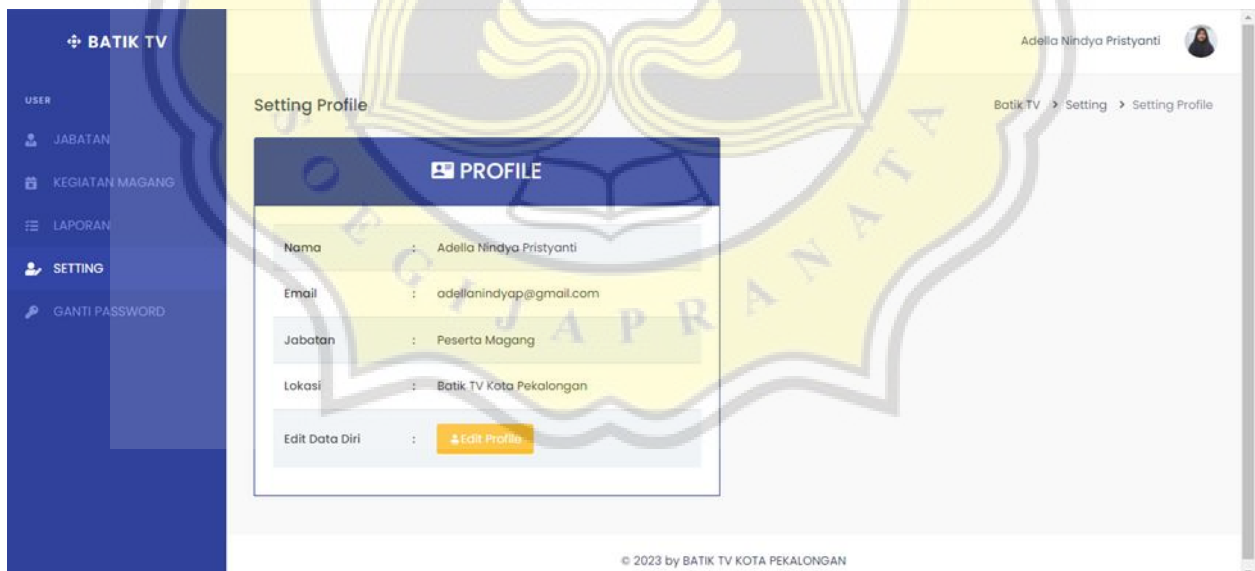 BATIK TV
Adella Nindya Pristyanti
USER
JABATAN
KEGIATAN MAGANG
LAPORAN
SETTING
GANTI PASSWORD
Setting Profile
Batik TV > Setting > Setting Profile
PROFILE
Nama : Adella Nindya Pristyanti
Email : adellanindyap@gmail.com
Jabatan : Peserta Magang
Lokasi : Batik TV Kota Pekalongan
Edit Data Diri : Edit Profile
© 2023 by BATIK TV KOTA PEKALONGAN
OEGIJAPRANATA